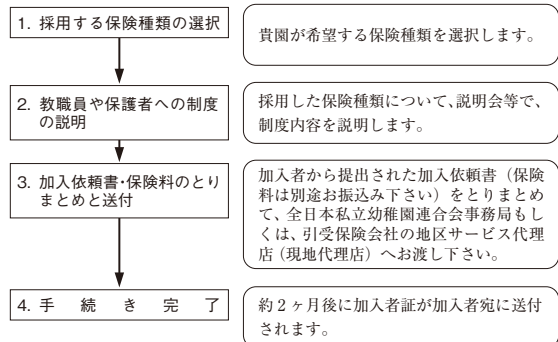 1. 採用する保険種類の選択
貴園が希望する保険種類を選択します。
2. 教職員や保護者への制度
の説明
採用した保険種類について、説明会等で、
制度内容を説明します。
3. 加入依頼書・保険料のとり
まとめと送付
加入者から提出された加入依頼書（保険
料は別途お振込み下さい）をとりまとめ
て、全日本私立幼稚園連合会事務局もし
くは、引受保険会社の地区サービス代理
店（現地代理店）へお渡し下さい。
4. 手続き完了
約2ヶ月後に加入者証が加入者宛に送付
されます。